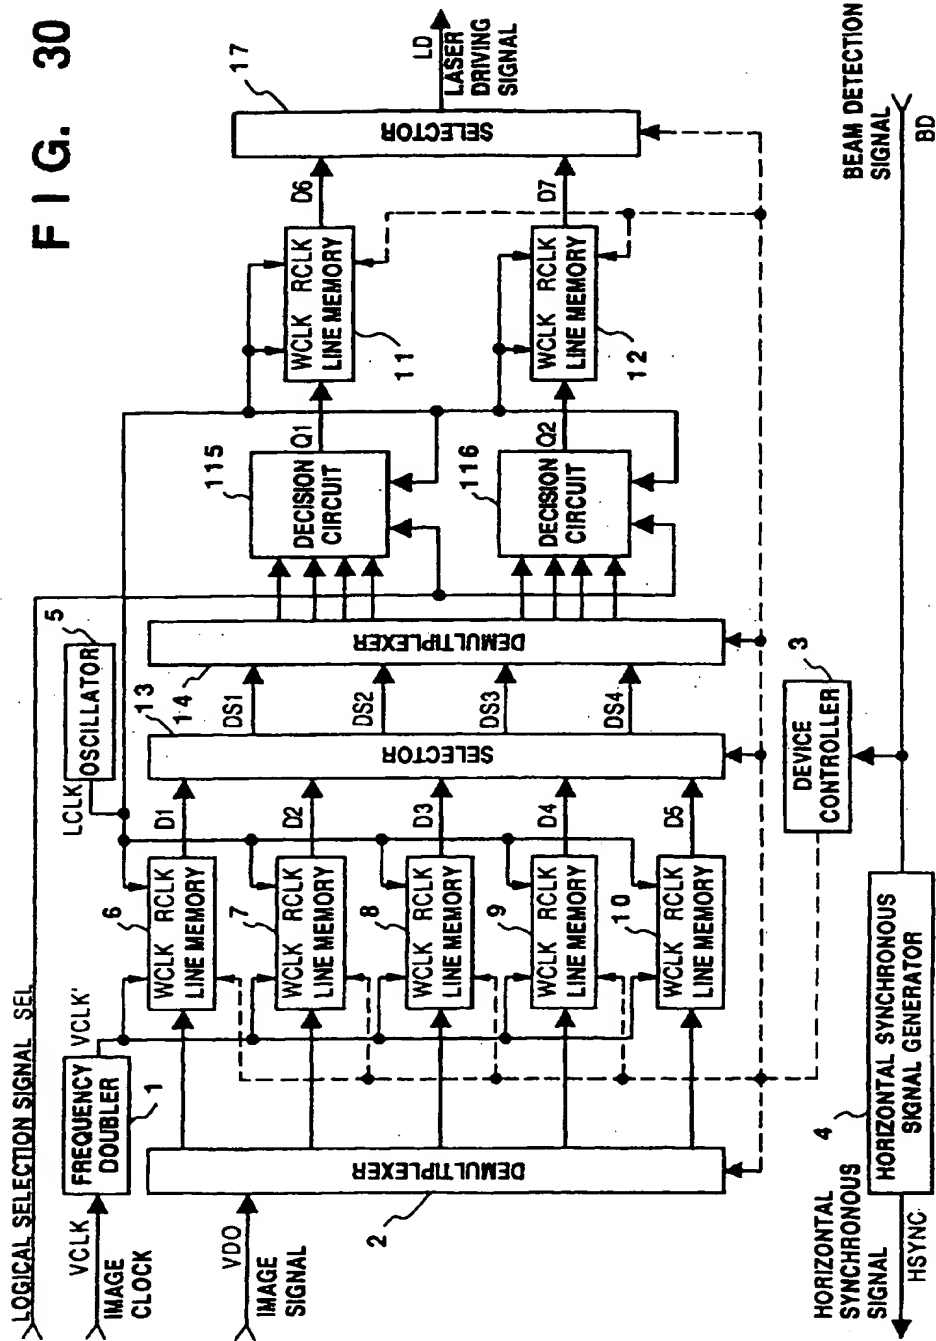 F I G. 30
LOGICAL SELECTION SIGNAL SEL
VCLK
IMAGE
CLOCK
FREQUENCY
DOUBLER
VCLK'
1
VDO
IMAGE
SIGNAL
DEMULTIPLEXER
2
LCLK
OSCILLATOR
5
6
WCLK RCLK
LINE MEMORY
D1
7
WCLK RCLK
LINE MEMORY
D2
8
WCLK RCLK
LINE MEMORY
D3
9
WCLK RCLK
LINE MEMORY
D4
10
WCLK RCLK
LINE MEMORY
D5
13
SELECTOR
DS1
DS2
DS3
DS4
14
DEMULTIPLEXER
115
DECISION
CIRCUIT
Q1
116
DECISION
CIRCUIT
Q2
WCLK RCLK
LINE MEMORY
11
D6
WCLK RCLK
LINE MEMORY
12
D7
17
SELECTOR
LD
LASER
DRIVING
SIGNAL
3
DEVICE
CONTROLLER
HORIZONTAL
SYNCHRONOUS
SIGNAL
HSYNC
4
HORIZONTAL SYNCHRONOUS
SIGNAL GENERATOR
BEAM DETECTION
SIGNAL
BD